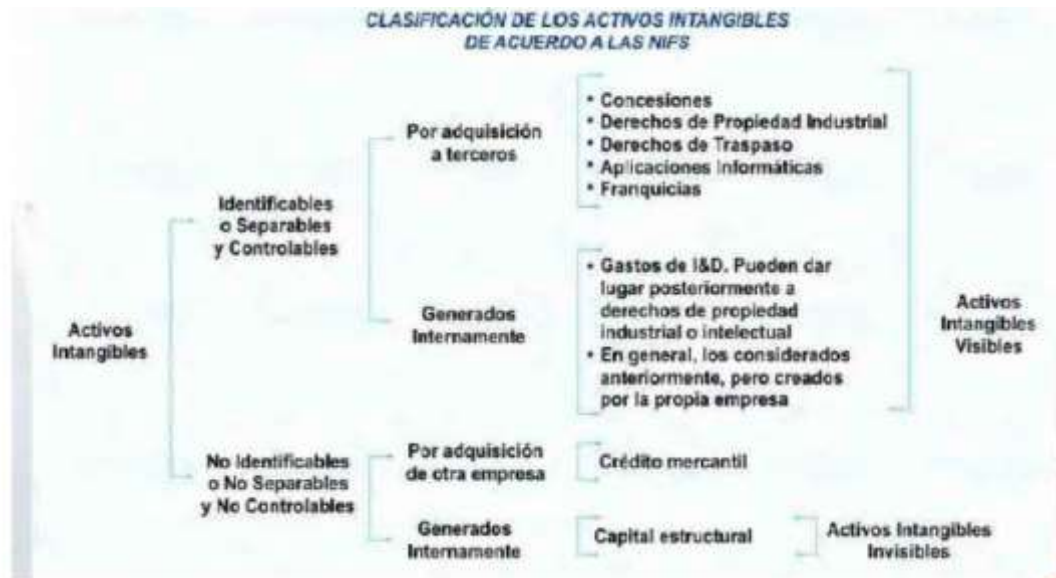 CLASIFICACIÓN DE LOS ACTIVOS INTANGIBLES
DE ACUERDO A LAS NIFS
Activos
Intangibles
Identificables
o Separables
y Controlables
Por adquisición
a terceros
• Concesiones
• Derechos de Propiedad Industrial
• Derechos de Traspaso
• Aplicaciones Informáticas
• Franquicias
Generados
Internamente
• Gastos de I&D. Pueden dar
lugar posteriormente a
derechos de propiedad
industrial o intelectual
• En general, los considerados
anteriormente, pero creados
por la propia empresa
Activos
Intangibles
Visibles
No Identificables
o No Separables
y No Controlables
Por adquisición
de otra empresa
Crédito mercantil
Generados
Internamente
Capital estructural
Activos Intangibles
Invisibles